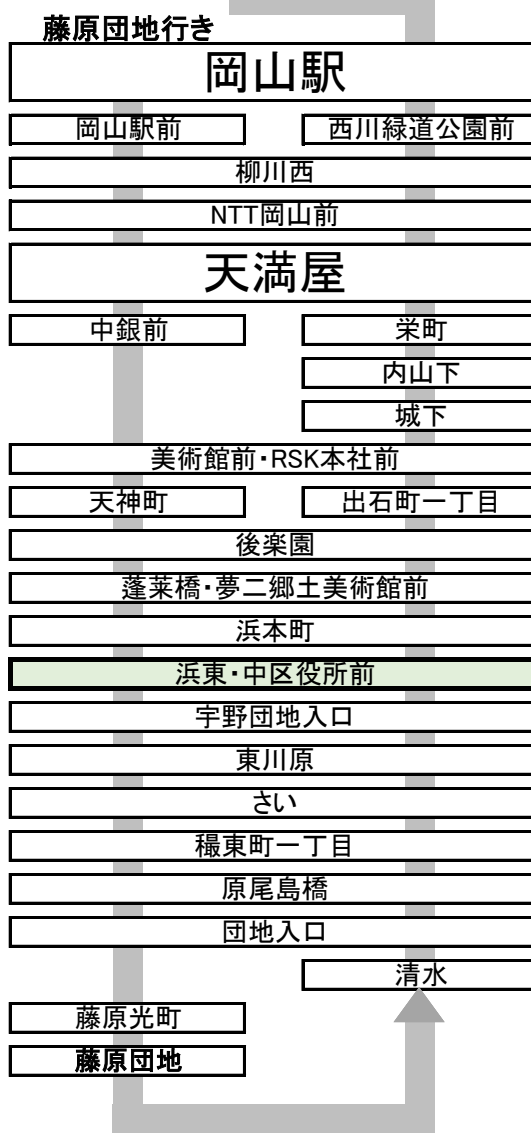 藤原団地行き
岡山駅
岡山駅前 西川緑道公園前
柳川西
NTT岡山前
天満屋
中銀前 栄町
内山下
城下
美術館前・RSK本社前
天神町 出石町一丁目
後楽園
蓬莱橋・夢二郷土美術館前
浜本町
浜東・中区役所前
宇野団地入口
東川原
さい
穝東町一丁目
原尾島橋
団地入口
清水
藤原光町
藤原団地